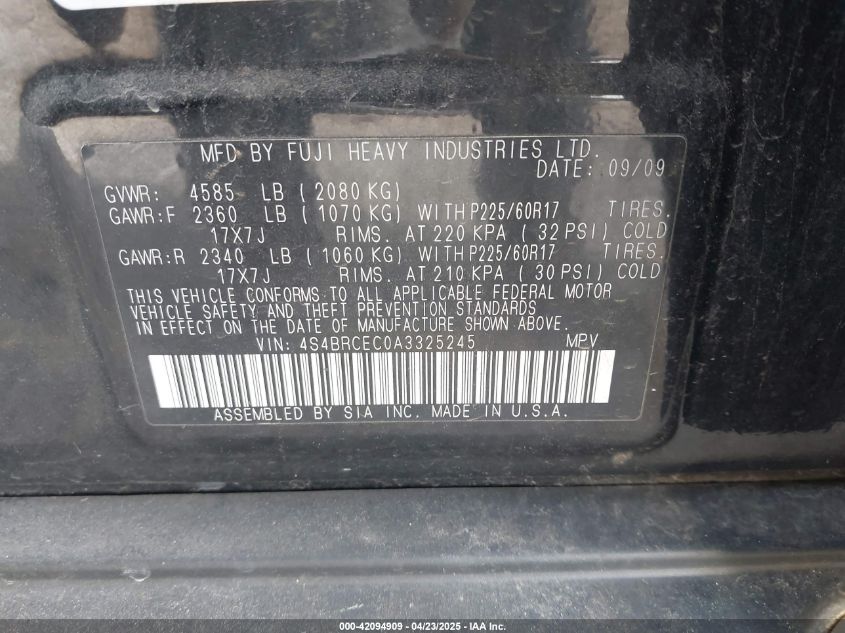 MFD BY FUJI HEAVY INDUSTRIES LTD.
DATE: 09/09
GVWR: 4585 LB (2080 KG)
GAWR:F 2360 LB (1070 KG) WITH P225/60R17 TIRES,
17X7J RIMS. AT 220 KPA (32 PSI) COLD
GAWR:R 2340 LB (1060 KG) WITH P225/60R17 TIRES.
17X7J RIMS. AT 210 KPA (30 PSI) COLD
THIS VEHICLE CONFORMS TO ALL APPLICABLE FEDERAL MOTOR
VEHICLE SAFETY AND THEFT PREVENTION STANDARDS
IN EFFECT ON THE DATE OF MANUFACTURE SHOWN ABOVE.
VIN: 4S4BRCEC0A3325245 MPV
ASSEMBLED BY SIA INC. MADE IN U.S.A.
000-42094909 - 04/23/2025 - IAA Inc.